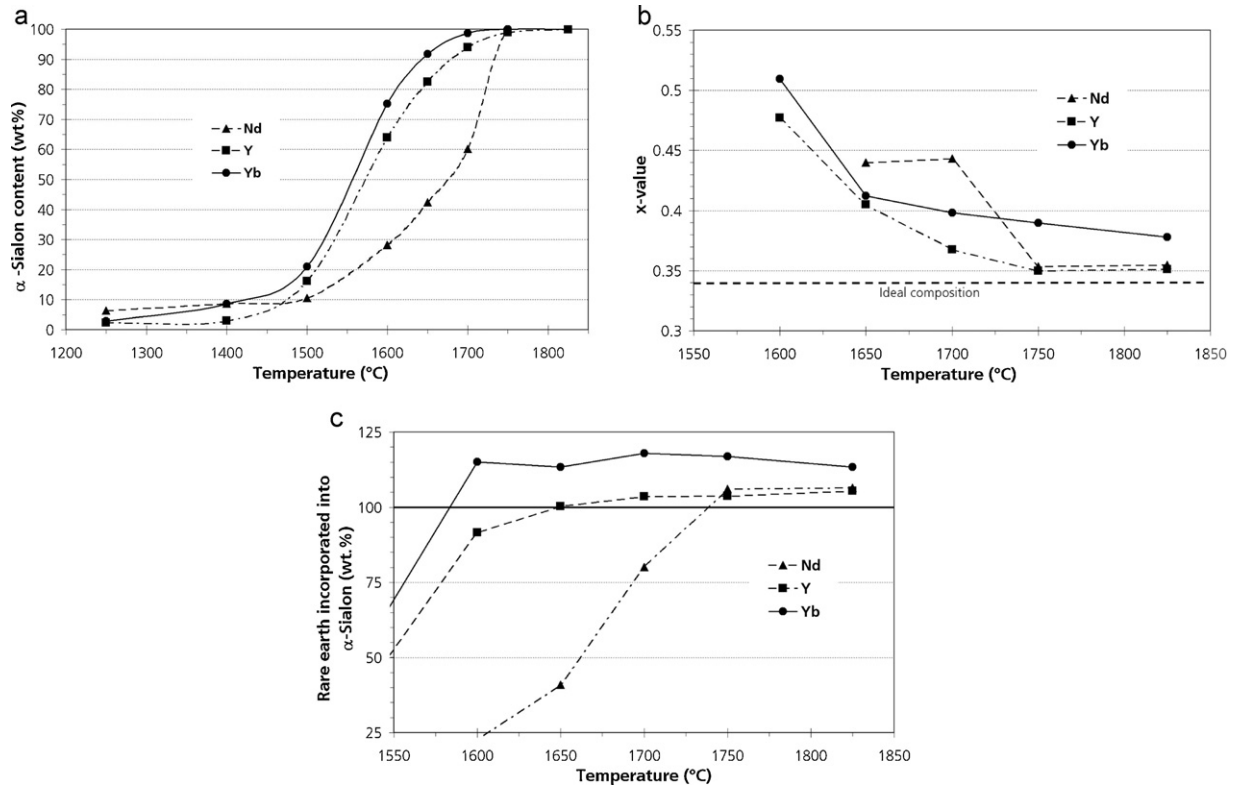 a
α-Sialon content (wt%)
100
90
80
70
60
50
40
30
20
10
0
Nd
Y
Yb
1200 1300 1400 1500 1600 1700 1800
Temperature (°C)
b
x-value
0.55
0.5
0.45
0.4
0.35
0.3
Nd
Y
Yb
Ideal composition
1550 1600 1650 1700 1750 1800 1850
Temperature (°C)
c
Rare earth incorporated into
α-Sialon (wt.%)
125
100
75
50
25
Nd
Y
Yb
1550 1600 1650 1700 1750 1800 1850
Temperature (°C)